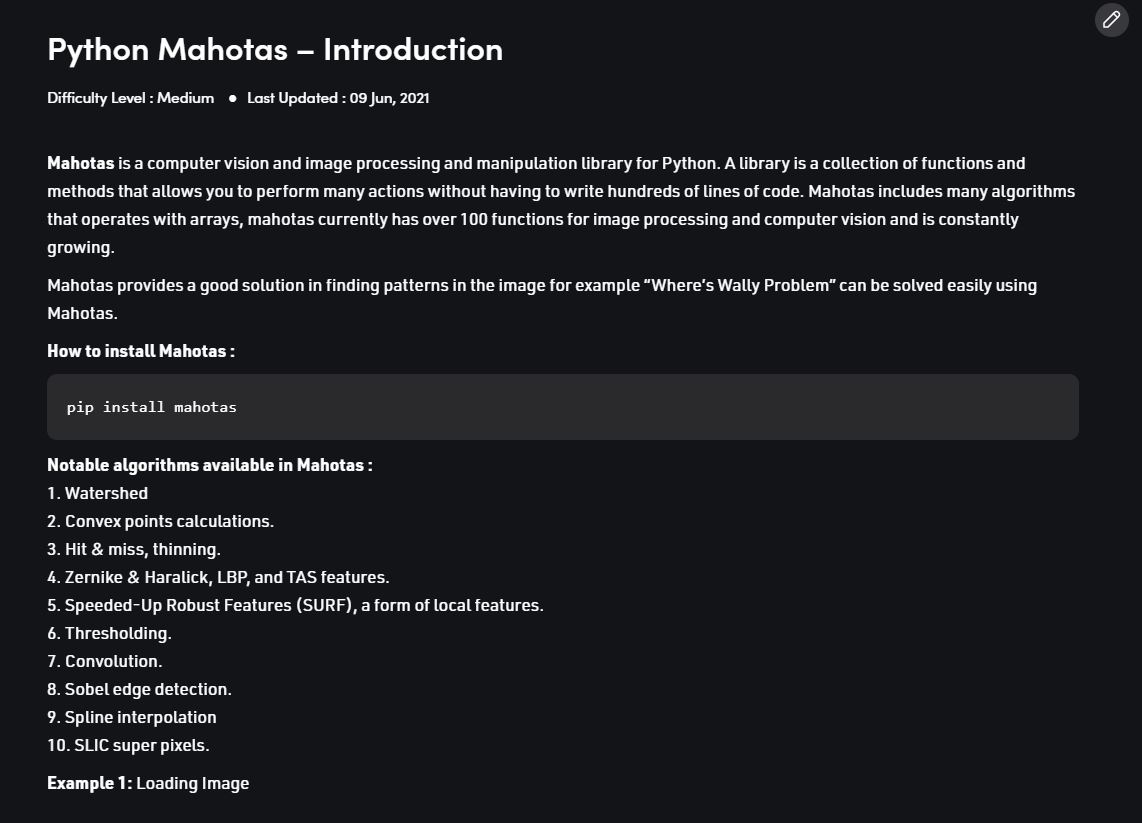 Python Mahotas – Introduction
Difficulty Level : Medium ● Last Updated : 09 Jun, 2021
Mahotas is a computer vision and image processing and manipulation library for Python. A library is a collection of functions and
methods that allows you to perform many actions without having to write hundreds of lines of code. Mahotas includes many algorithms
that operates with arrays, mahotas currently has over 100 functions for image processing and computer vision and is constantly
growing.
Mahotas provides a good solution in finding patterns in the image for example “Where’s Wally Problem” can be solved easily using
Mahotas.
How to install Mahotas :
pip install mahotas
Notable algorithms available in Mahotas :
1. Watershed
2. Convex points calculations.
3. Hit & miss, thinning.
4. Zernike & Haralick, LBP, and TAS features.
5. Speeded-Up Robust Features (SURF), a form of local features.
6. Thresholding.
7. Convolution.
8. Sobel edge detection.
9. Spline interpolation
10. SLIC super pixels.
Example 1: Loading Image